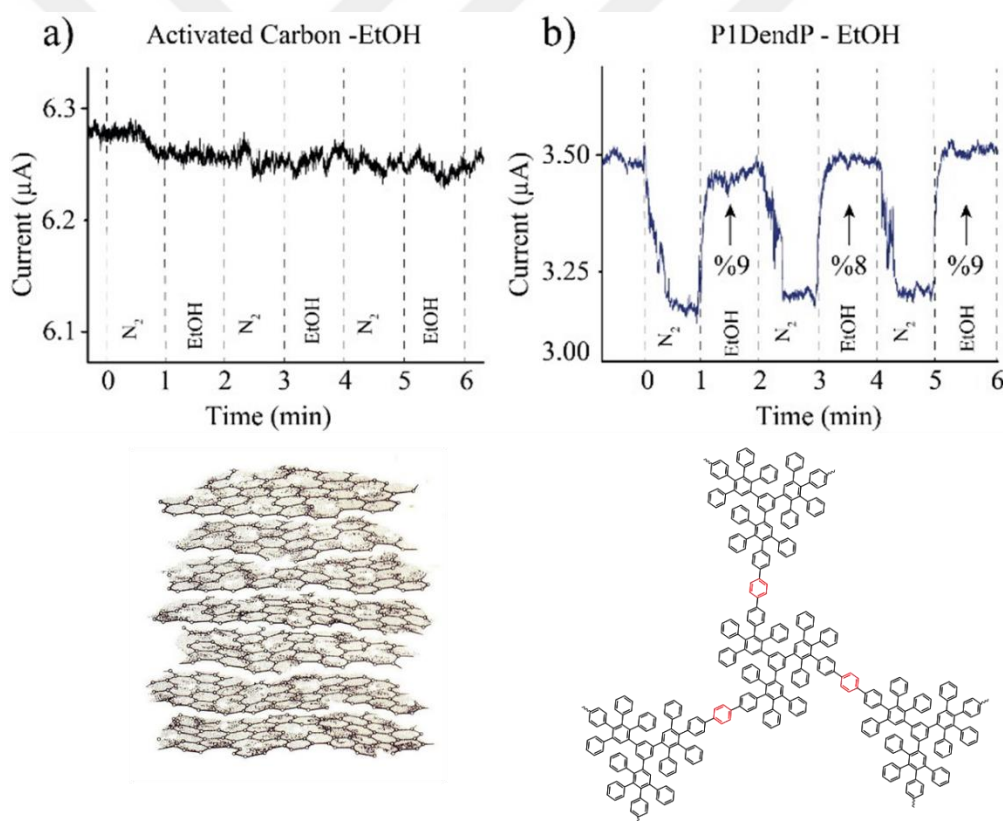 a) Activated Carbon -EtOH
6.3
6.2
6.1
Current (µA)
N₂
EtOH
N₂
EtOH
N₂
EtOH
0 1 2 3 4 5 6
Time (min)
b) P1DendP - EtOH
3.50
3.25
3.00
Current (µA)
%9
%8
%9
N₂
EtOH
N₂
EtOH
N₂
EtOH
0 1 2 3 4 5 6
Time (min)